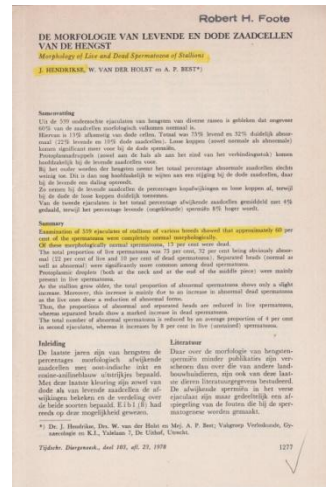 Robert H. Foote
DE MORFOLOGIE VAN LEVENDE EN DODE ZAADCELLEN
VAN DE HENGST
Morphology of Live and Dead Spermatozoa of Stallions
J. HENDRIKSE, W. VAN DER HOLST en A. P. BEST*)
Samenvatting
Uit de 339 onderzochte ejaculaten van hengsten van diverse rassen is gebleken dat ongeveer
60% van de zaadcellen morfologisch volkomen normaal is.
Hiervan is 13% afkomstig van dode cellen. Totaal was 73% levend en 32% duidelijk abnor-
maal (22% levende en 10% dode zaadcellen). Losse koppen (zowel normale als abnormale)
komen significant meer voor bij de dode spermiën.
Protoplasmadruppels (zowel aan de hals als aan het eind van het verbindingsstuk) komen
hoofdzakelijk bij de levende zaadcellen voor.
Bij het ouder worden der hengsten neemt het totaal percentage abnormale zaadcellen slechts
weinig toe. Dit is dan nog hoofdzakelijk te wijten aan een stijging bij de dode zaadcellen, daar
bij de levende een daling optreedt.
Zo nemen bij de levende zaadcellen de percentages kopafwijkingen en losse koppen af, terwijl
bij de dode de losse koppen duidelijk toenemen.
Van de tweede ejaculaten is het totaal percentage afwijkende zaadcellen gemiddeld met 4%
gedaald, terwijl het percentage levende (ongekleurde) spermiën 8% hoger wordt.
Summary
Examination of 339 ejaculates of stallions of various breeds showed that approximately 60 per
cent of the spermatozoa were completely normal morphologically.
Of these morphologically normal spermatozoa, 13 per cent were dead.
The total proportion of live spermatozoa was 73 per cent, 32 per cent being obviously abnor-
mal (22 per cent of live and 10 per cent of dead spermatozoa). Separated heads (normal as
well as abnormal) were significantly more common among dead spermatozoa.
Protoplasmic droplets (both at the neck and at the end of the middle piece) were mainly
present in live spermatozoa.
As the stallion grew older, the total proportion of abnormal spermatozoa shows only a slight
increase. Moreover, this increase is mainly due to an increase in abnormal dead spermatozoa
as the live ones show a reduction of abnormal forms.
Thus, the proportions of abnormal and separated heads are reduced in live spermatozoa,
whereas separated heads show a marked increase in dead spermatozoa.
The total number of abnormal spermatozoa is reduced by an average proportion of 4 per cent
in second ejaculates, whereas it increases by 8 per cent in live (unstained) spermatozoa.
Inleiding
De laatste jaren zijn van hengsten de
percentages morfologisch afwijkende
zaadcellen met oost-indische inkt en
eosine-anilineblauw uitstrijkjes bepaald.
Met deze laatste kleuring zijn zowel van
dode als van levende zaadcellen de af-
wijkingen bekeken en de verdeling over
de beide soorten bepaald. Eibl (8) had
reeds op deze mogelijkheid gewezen.
Literatuur
Daar over de morfologie van hengsten-
spermiën minder publikaties zijn ver-
schenen dan over die van andere land-
bouwhuisdieren, zijn ook van deze laat-
ste dieren literatuurgegevens bestudeerd.
De afwijkende spermiën in het verse
ejaculaat zijn maar gedeeltelijk een af-
spiegeling van de fouten die bij de sper-
matogenese werden gemaakt.
*) Dr. J. Hendrikse, Drs. W. van der Holst en Mej. A. P. Best; Vakgroep Verloskunde, Gy-
naecologie en K.I., Yalelaan 7, De Uithof, Utrecht.
Tijdschr. Diergeneesk., deel 103, afl. 23, 1978
1277